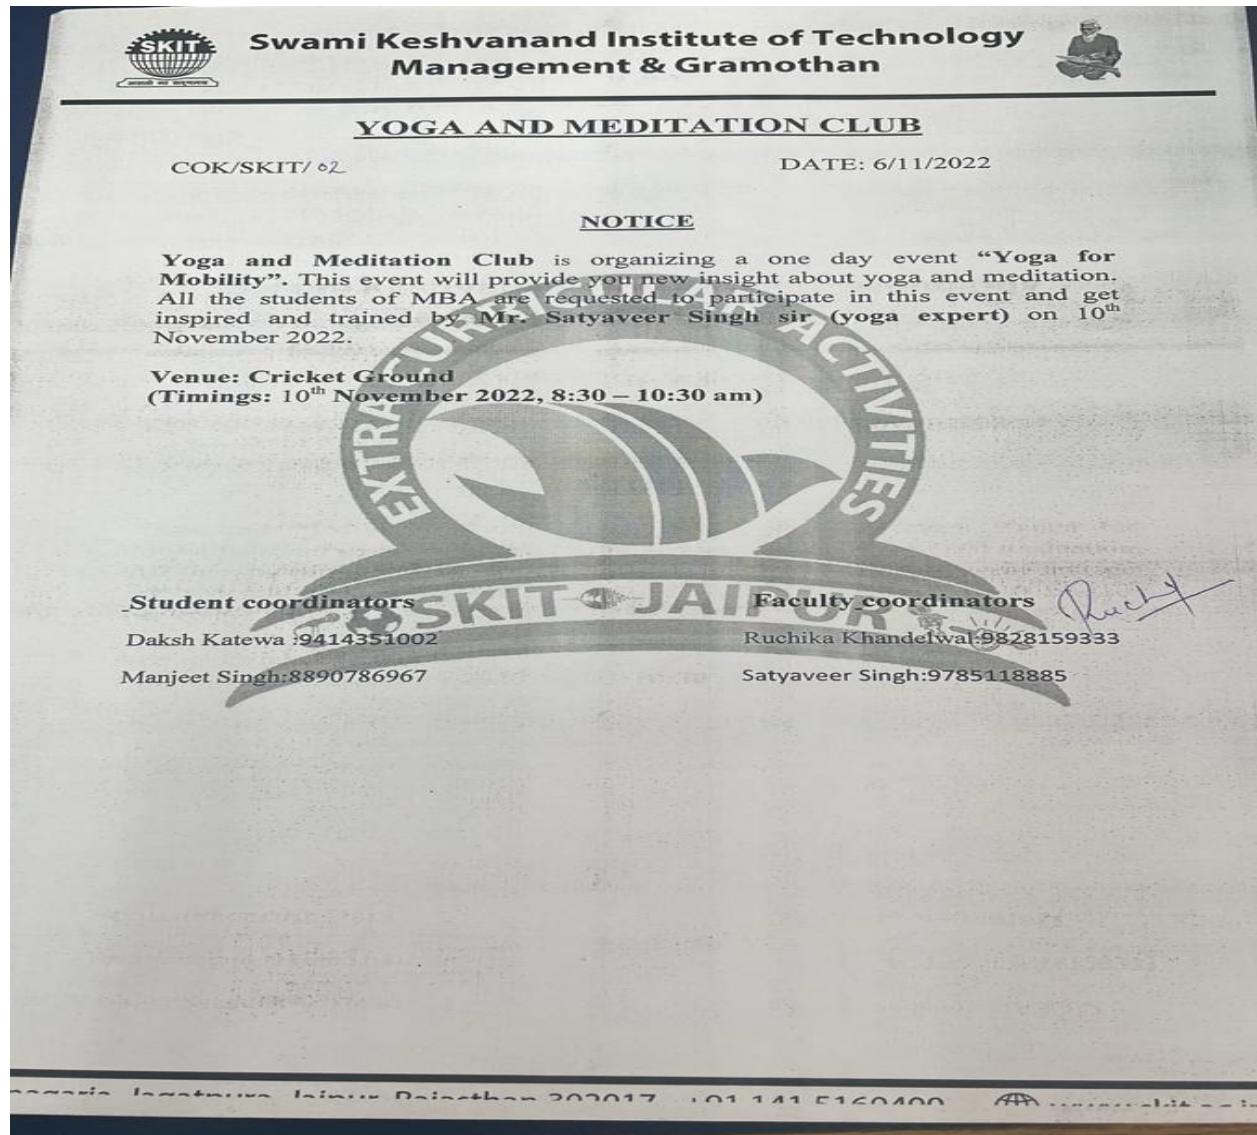 SKIT
Swami Keshvanand Institute of Technology
Management & Gramothan
YOGA AND MEDITATION CLUB
COK/SKIT/ 02
DATE: 6/11/2022
NOTICE
Yoga and Meditation Club is organizing a one day event “Yoga for
Mobility”. This event will provide you new insight about yoga and meditation.
All the students of MBA are requested to participate in this event and get
inspired and trained by Mr. Satyaveer Singh sir (yoga expert) on 10th
November 2022.
Venue: Cricket Ground
(Timings: 10th November 2022, 8:30 – 10:30 am)
EXTRA CURRICULAR ACTIVITIES
SKIT JAIPUR
Student coordinators
Daksh Katewa :9414351002
Manjeet Singh:8890786967
Faculty coordinators
Ruchika Khandelwal:9828159333
Satyaveer Singh:9785118885
Ruchi
Jaipur Rajasthan 302017